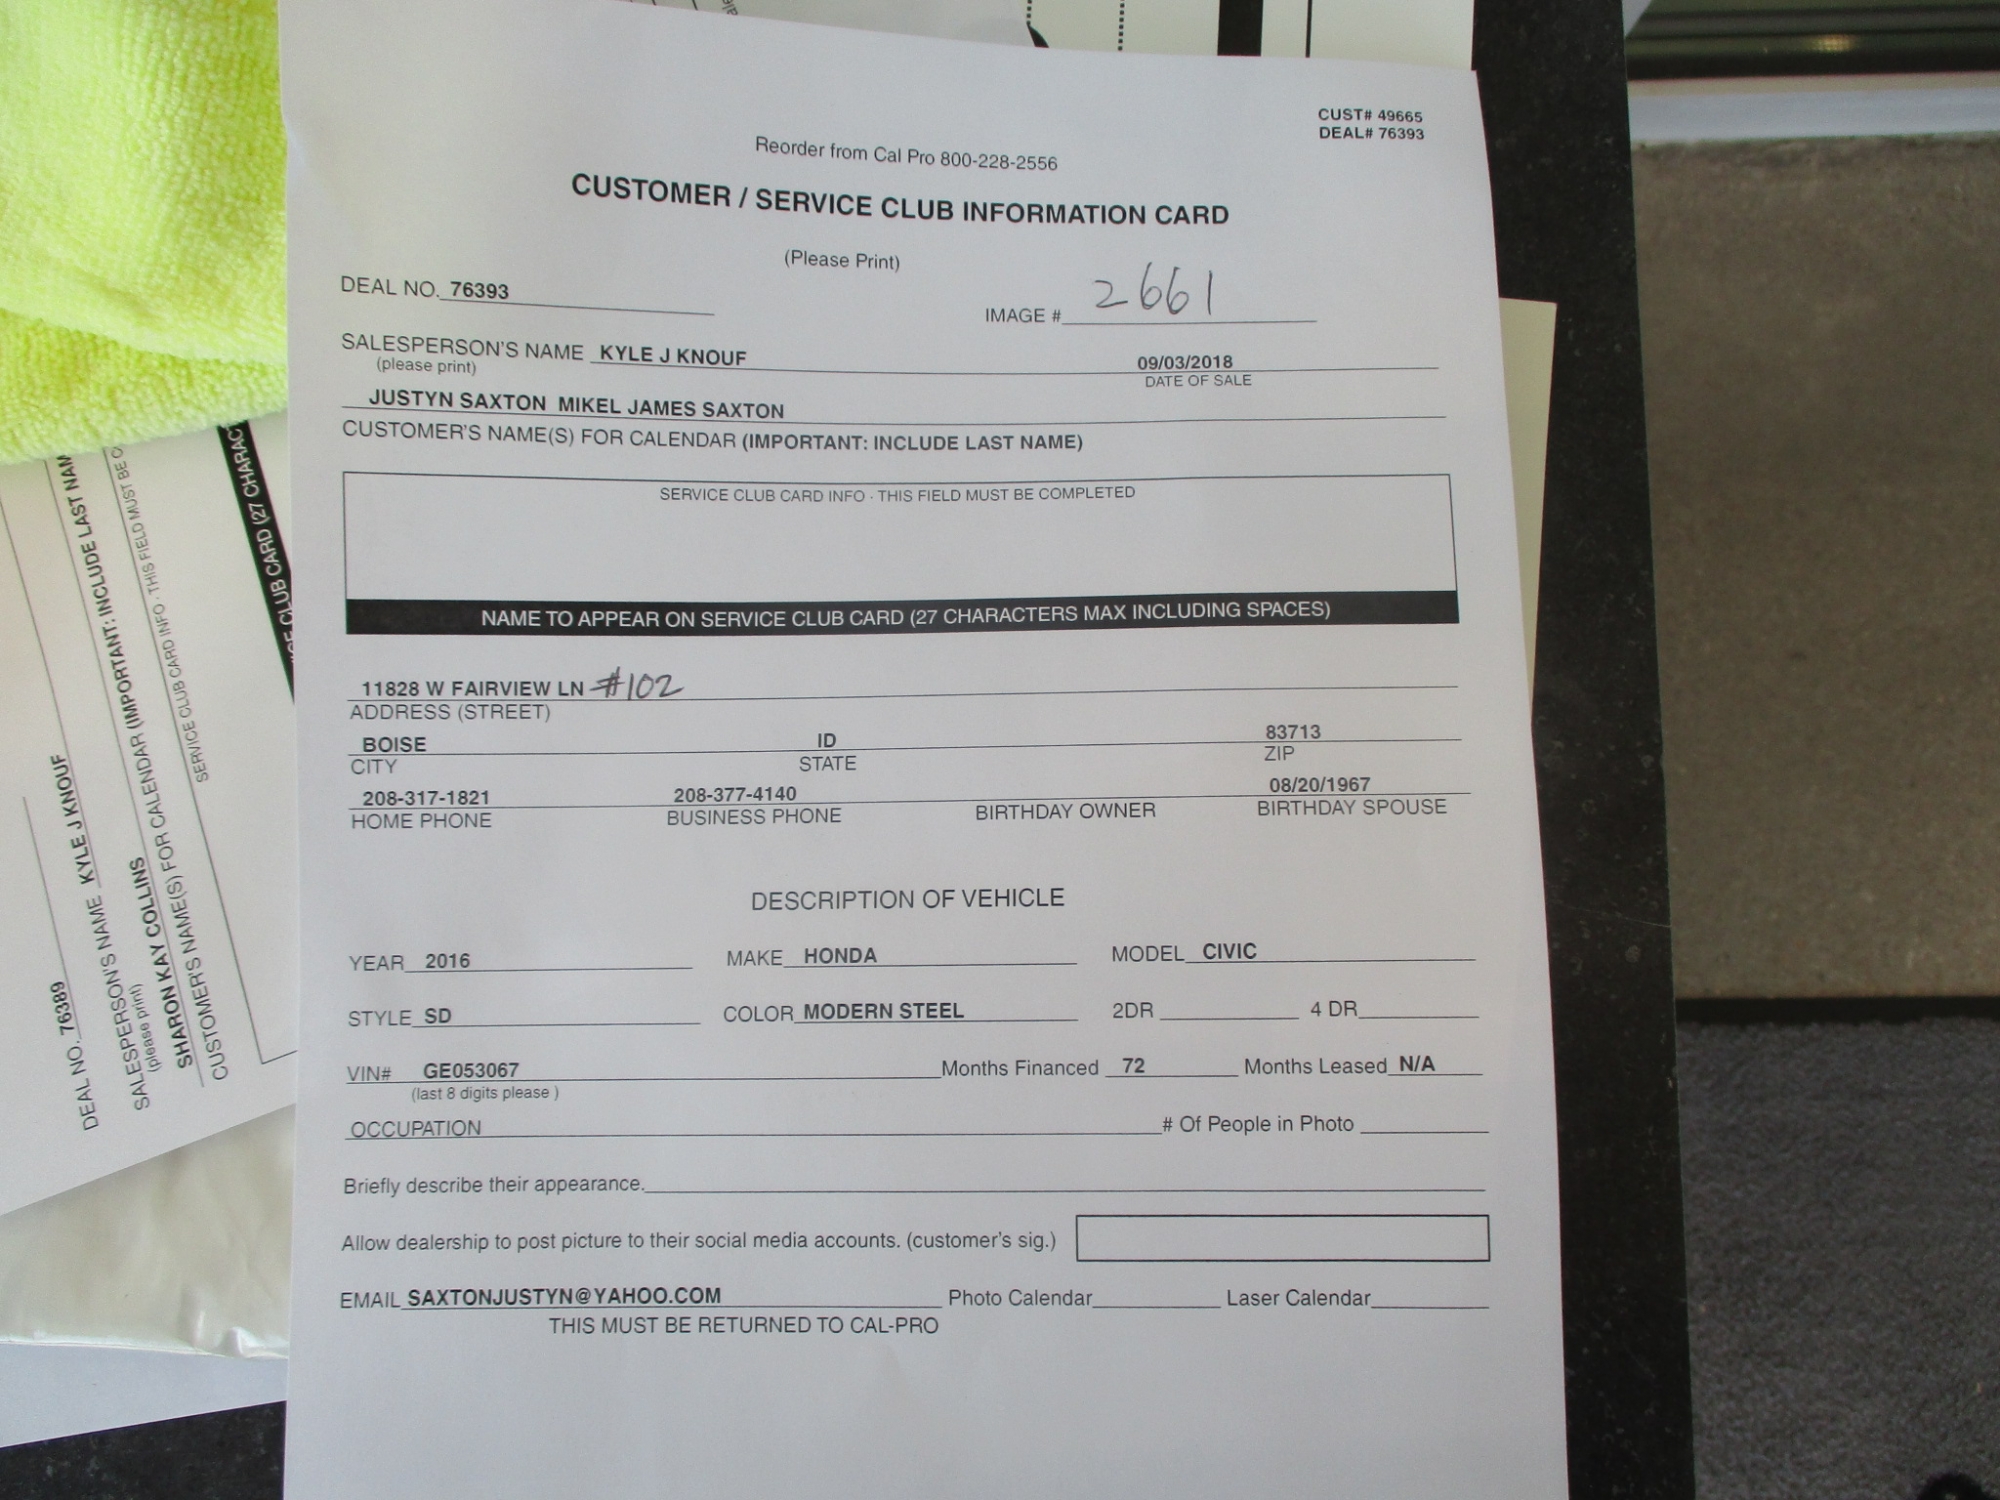 CUST# 49665
DEAL# 76393
Reorder from Cal Pro 800-228-2556
CUSTOMER / SERVICE CLUB INFORMATION CARD
(Please Print)
DEAL NO. 76393
IMAGE # 2661
SALESPERSON'S NAME KYLE J KNOUF 09/03/2018
(please print) DATE OF SALE
JUSTYN SAXTON MIKEL JAMES SAXTON
CUSTOMER'S NAME(S) FOR CALENDAR (IMPORTANT: INCLUDE LAST NAME)
SERVICE CLUB CARD INFO · THIS FIELD MUST BE COMPLETED
NAME TO APPEAR ON SERVICE CLUB CARD (27 CHARACTERS MAX INCLUDING SPACES)
11828 W FAIRVIEW LN #102
ADDRESS (STREET)
BOISE ID 83713
CITY STATE ZIP
208-317-1821 208-377-4140 08/20/1967
HOME PHONE BUSINESS PHONE BIRTHDAY OWNER BIRTHDAY SPOUSE
DESCRIPTION OF VEHICLE
YEAR 2016 MAKE HONDA MODEL CIVIC
STYLE SD COLOR MODERN STEEL 2DR 4 DR
VIN# GE053067 Months Financed 72 Months Leased N/A
(last 8 digits please )
OCCUPATION # Of People in Photo
Briefly describe their appearance.
Allow dealership to post picture to their social media accounts. (customer's sig.)
EMAIL SAXTONJUSTYN@YAHOO.COM Photo Calendar Laser Calendar
THIS MUST BE RETURNED TO CAL-PRO
DEAL NO. 76389
SALESPERSON'S NAME KYLE J KNOUF
(please print)
SHARON KAY COLLINS
CUSTOMER'S NAME(S) FOR CALENDAR (IMPORTANT: INCLUDE LAST NAM
SERVICE CLUB CARD INFO · THIS FIELD MUST BE C
CLUB CARD (27 CHARAC